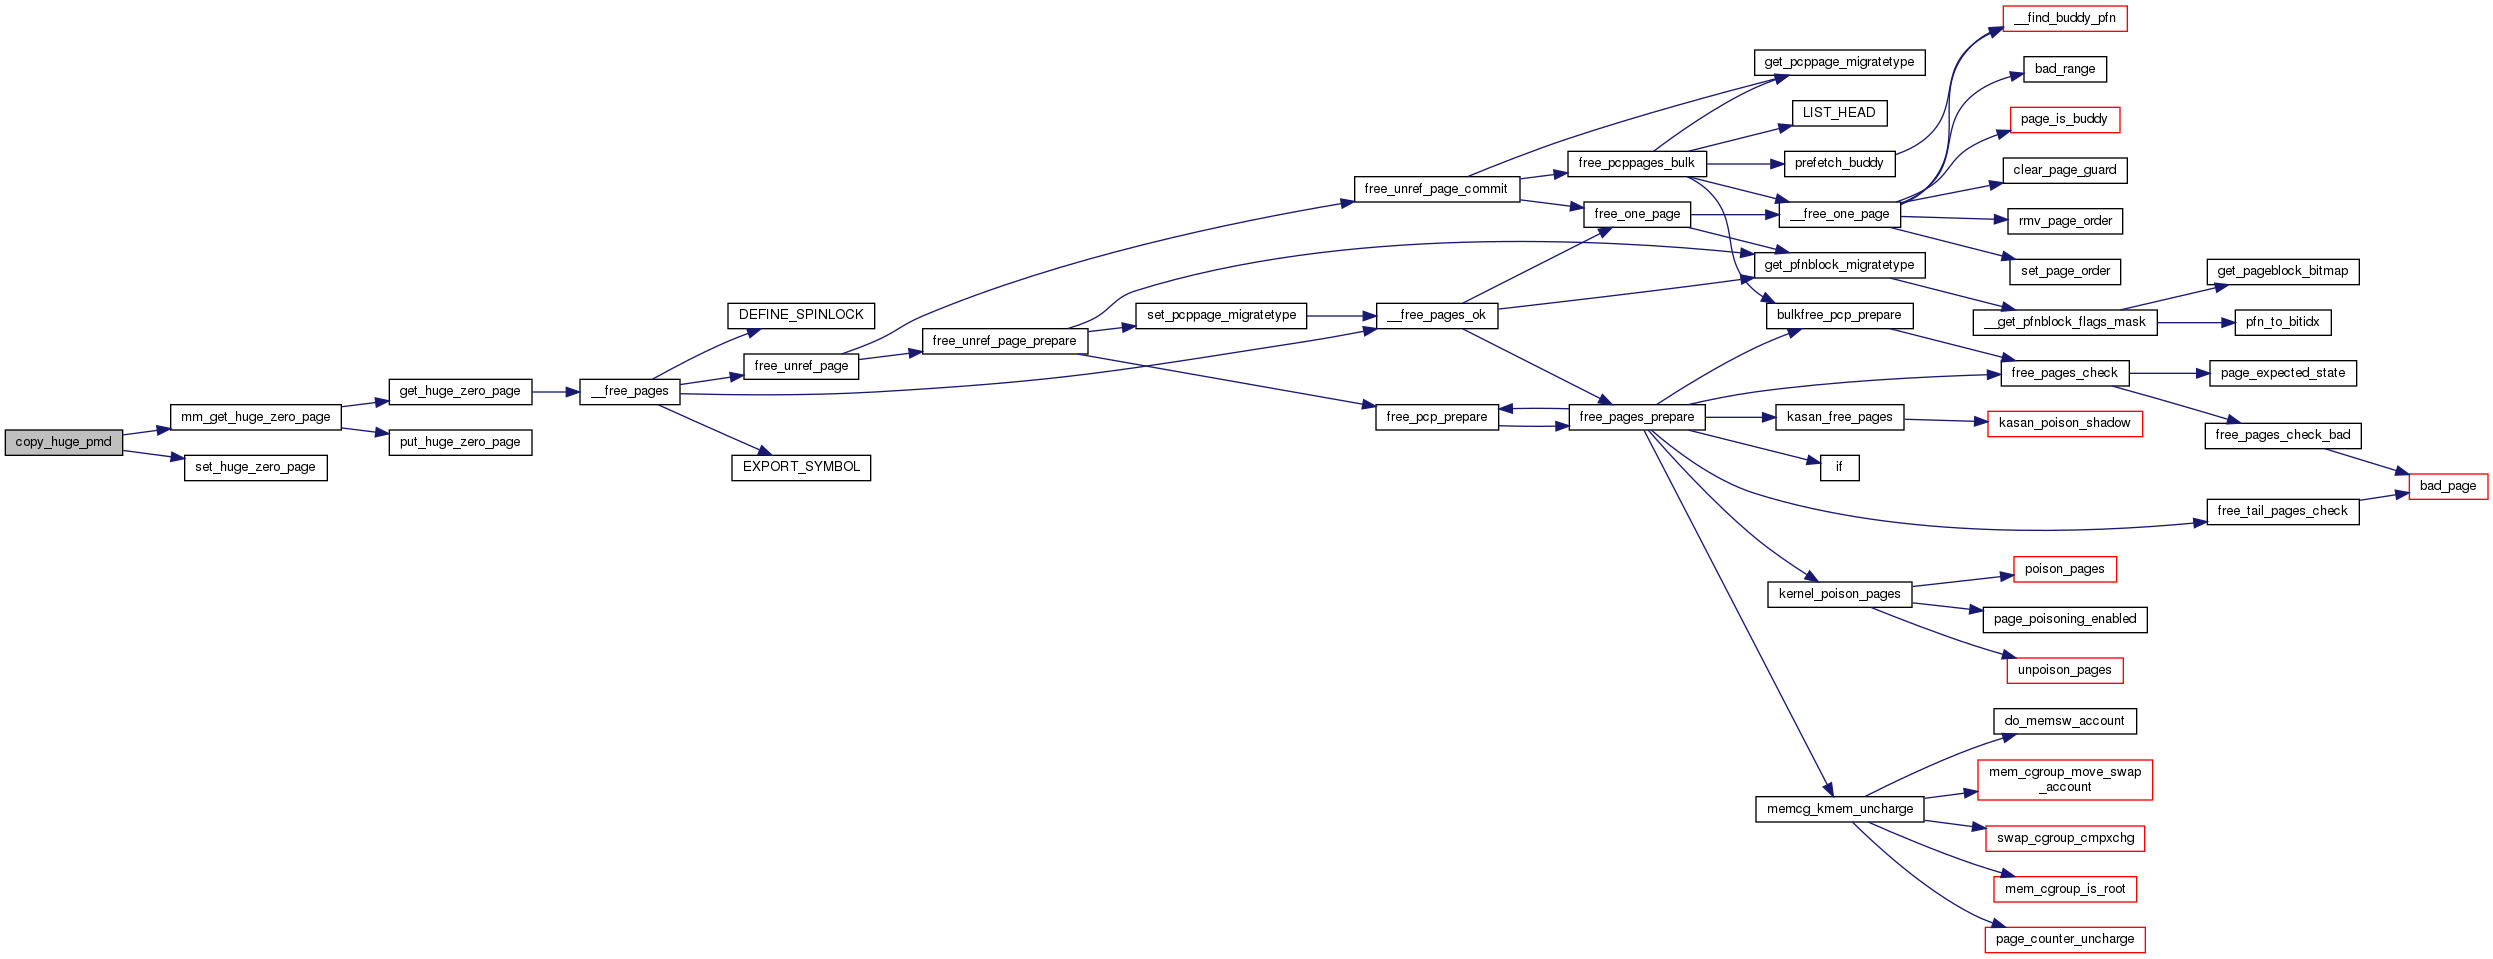 __find_buddy_pfn
get_pcppage_migratetype
bad_range
LIST_HEAD
page_is_buddy
free_pcppages_bulk
prefetch_buddy
clear_page_guard
free_unref_page_commit
free_one_page
__free_one_page
rmv_page_order
get_pfnblock_migratetype
set_page_order
get_pageblock_bitmap
DEFINE_SPINLOCK
set_pcppage_migratetype
__free_pages_ok
bulkfree_pcp_prepare
__get_pfnblock_flags_mask
pfn_to_bitidx
free_unref_page_prepare
free_unref_page
free_pages_check
page_expected_state
get_huge_zero_page
__free_pages
mm_get_huge_zero_page
free_pcp_prepare
free_pages_prepare
kasan_free_pages
kasan_poison_shadow
copy_huge_pmd
put_huge_zero_page
free_pages_check_bad
set_huge_zero_page
EXPORT_SYMBOL
if
bad_page
free_tail_pages_check
poison_pages
kernel_poison_pages
page_poisoning_enabled
unpoison_pages
do_memsw_account
mem_cgroup_move_swap
_account
memcg_kmem_uncharge
swap_cgroup_cmpxchg
mem_cgroup_is_root
page_counter_uncharge